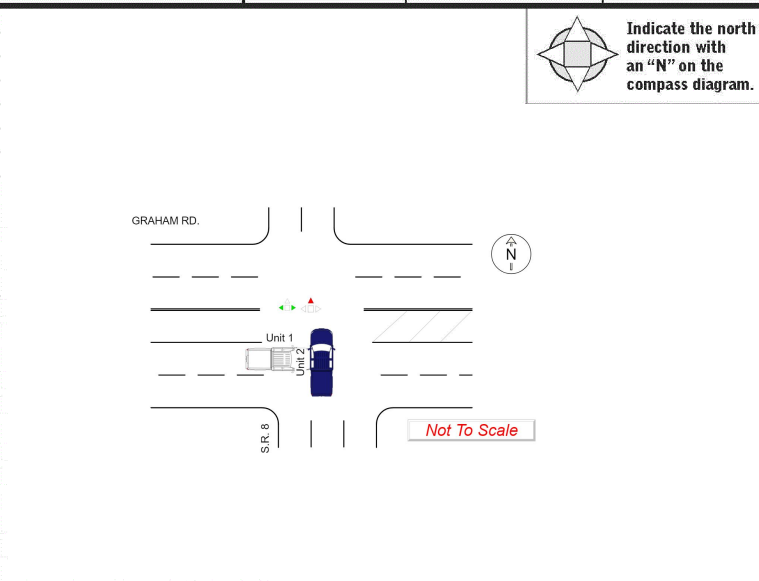 Indicate the north
direction with
an “N” on the
compass diagram.
GRAHAM RD.
N
Unit 1
Unit 2
S.R. 8
Not To Scale